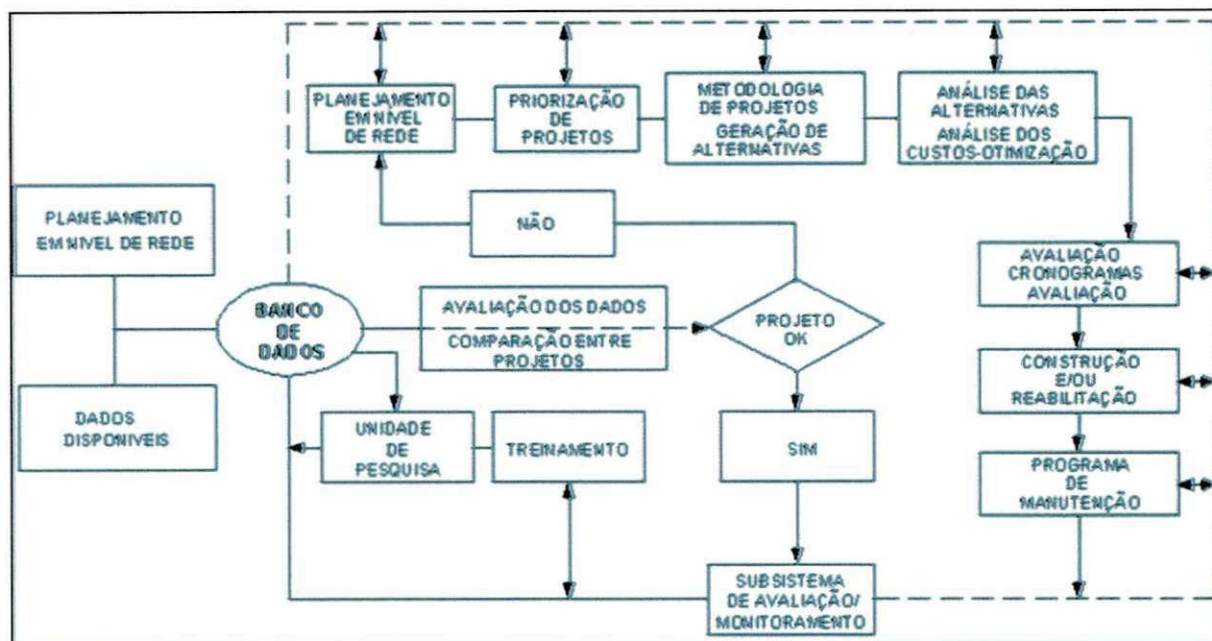 PLANEJAMENTO
EM NIVEL DE REDE
DADOS
DISPONIVEIS
BANCO
DE
DADOS
PLANEJAMENTO
EM NÍVEL
DE REDE
PRIORIZAÇÃO
DE
PROJETOS
METODOLOGIA
DE PROJETOS
GERAÇÃO DE
ALTERNATIVAS
ANÁLISE DAS
ALTERNATIVAS
ANÁLISE DOS
CUSTOS-OTIMIZAÇÃO
NÃO
AVALIAÇÃO DOS DADOS
COMPARAÇÃO ENTRE
PROJETOS
PROJETO
OK
AVALIAÇÃO
CRONOGRAMAS
AVALIAÇÃO
CONSTRUÇÃO
E/OU
REABILITAÇÃO
PROGRAMA
DE
MANUTENÇÃO
UNIDADE
DE
PESQUISA
TREINAMENTO
SIM
SUBSISTEMA
DE AVALIAÇÃO/
MONITORAMENTO